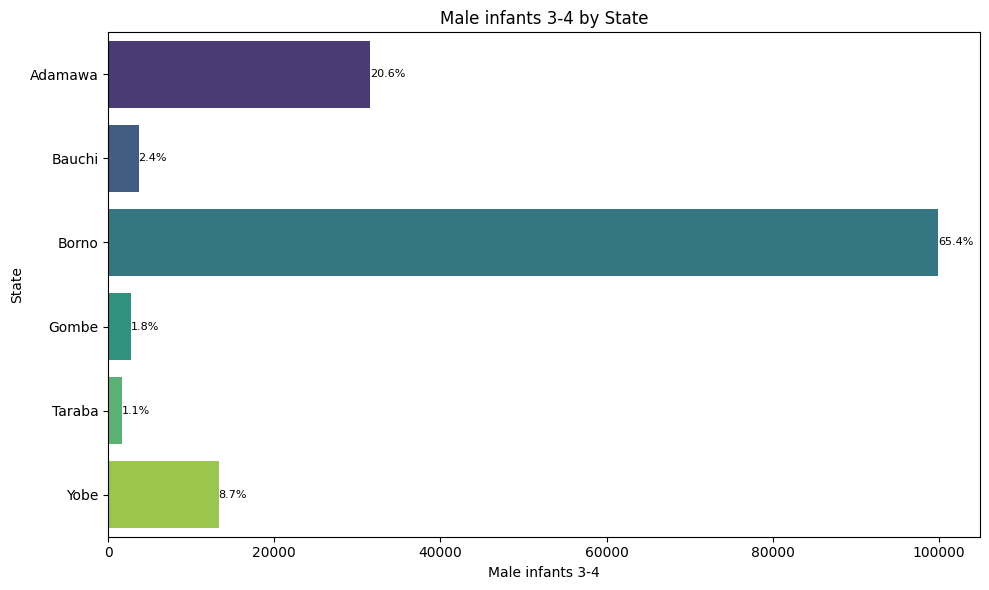 Male infants 3-4 by State
Adamawa
20.6%
Bauchi
2.4%
Borno
65.4%
Gombe
1.8%
Taraba
1.1%
Yobe
8.7%
State
0 20000 40000 60000 80000 100000
Male infants 3-4